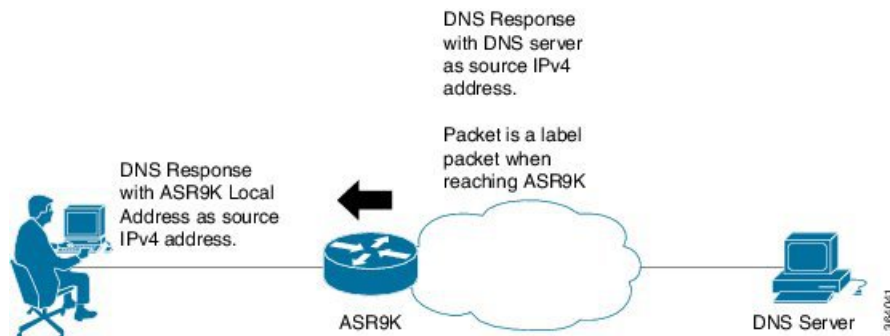 DNS Response
with DNS server
as source IPv4
address.
Packet is a label
packet when
reaching ASR9K
DNS Response
with ASR9K Local
Address as source
IPv4 address.
ASR9K
DNS Server